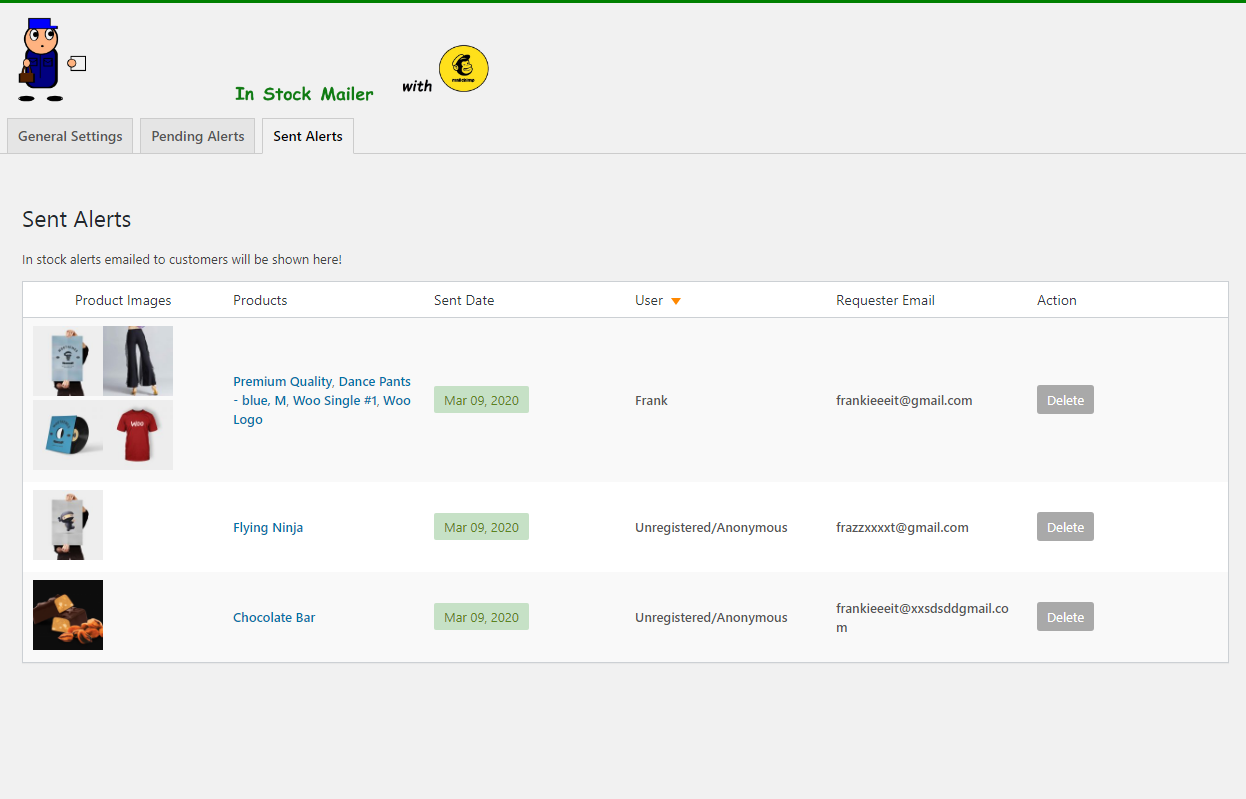 In Stock Mailer
with
mailchimp
General Settings
Pending Alerts
Sent Alerts
Sent Alerts
In stock alerts emailed to customers will be shown here!
Product Images
Products
Sent Date
User
Requester Email
Action
Premium Quality, Dance Pants
- blue, M, Woo Single #1, Woo
Logo
Mar 09, 2020
Frank
frankieeeit@gmail.com
Delete
WOO
Flying Ninja
Mar 09, 2020
Unregistered/Anonymous
frazzxxxxt@gmail.com
Delete
Chocolate Bar
Mar 09, 2020
Unregistered/Anonymous
frankieeeit@xxsdsddgmail.co
m
Delete